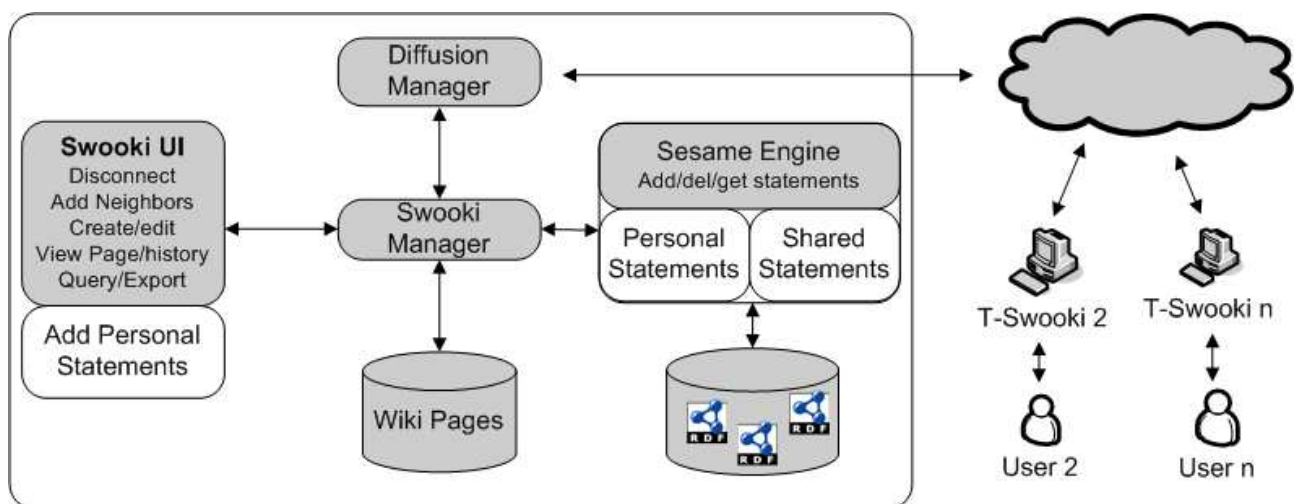 Diffusion
Manager
Swooki UI
Disconnect
Add Neighbors
Create/edit
View Page/history
Query/Export
Add Personal
Statements
Swooki
Manager
Wiki Pages
Sesame Engine
Add/del/get statements
Personal
Statements
Shared
Statements
RDF
RDF
RDF
T-Swooki 2
T-Swooki n
User 2
User n